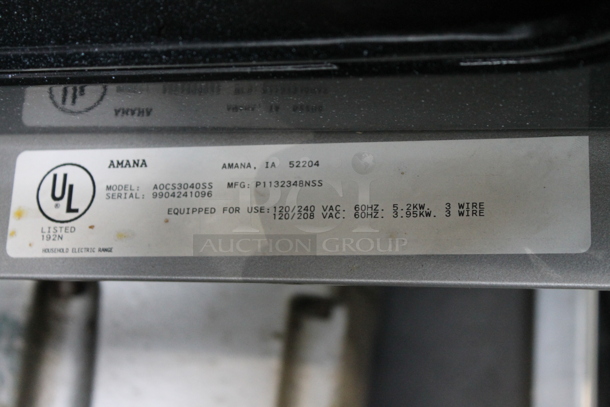 AMANA AMANA, IA 52204
MODEL: AOCS3040SS MFG: P1132348NSS
SERIAL: 9904241096
EQUIPPED FOR USE: 120/240 VAC. 60HZ. 5.2KW. 3 WIRE
120/208 VAC. 60HZ. 3.95KW. 3 WIRE
UL
LISTED
192N
HOUSEHOLD ELECTRIC RANGE
PCI
AUCTION GROUP